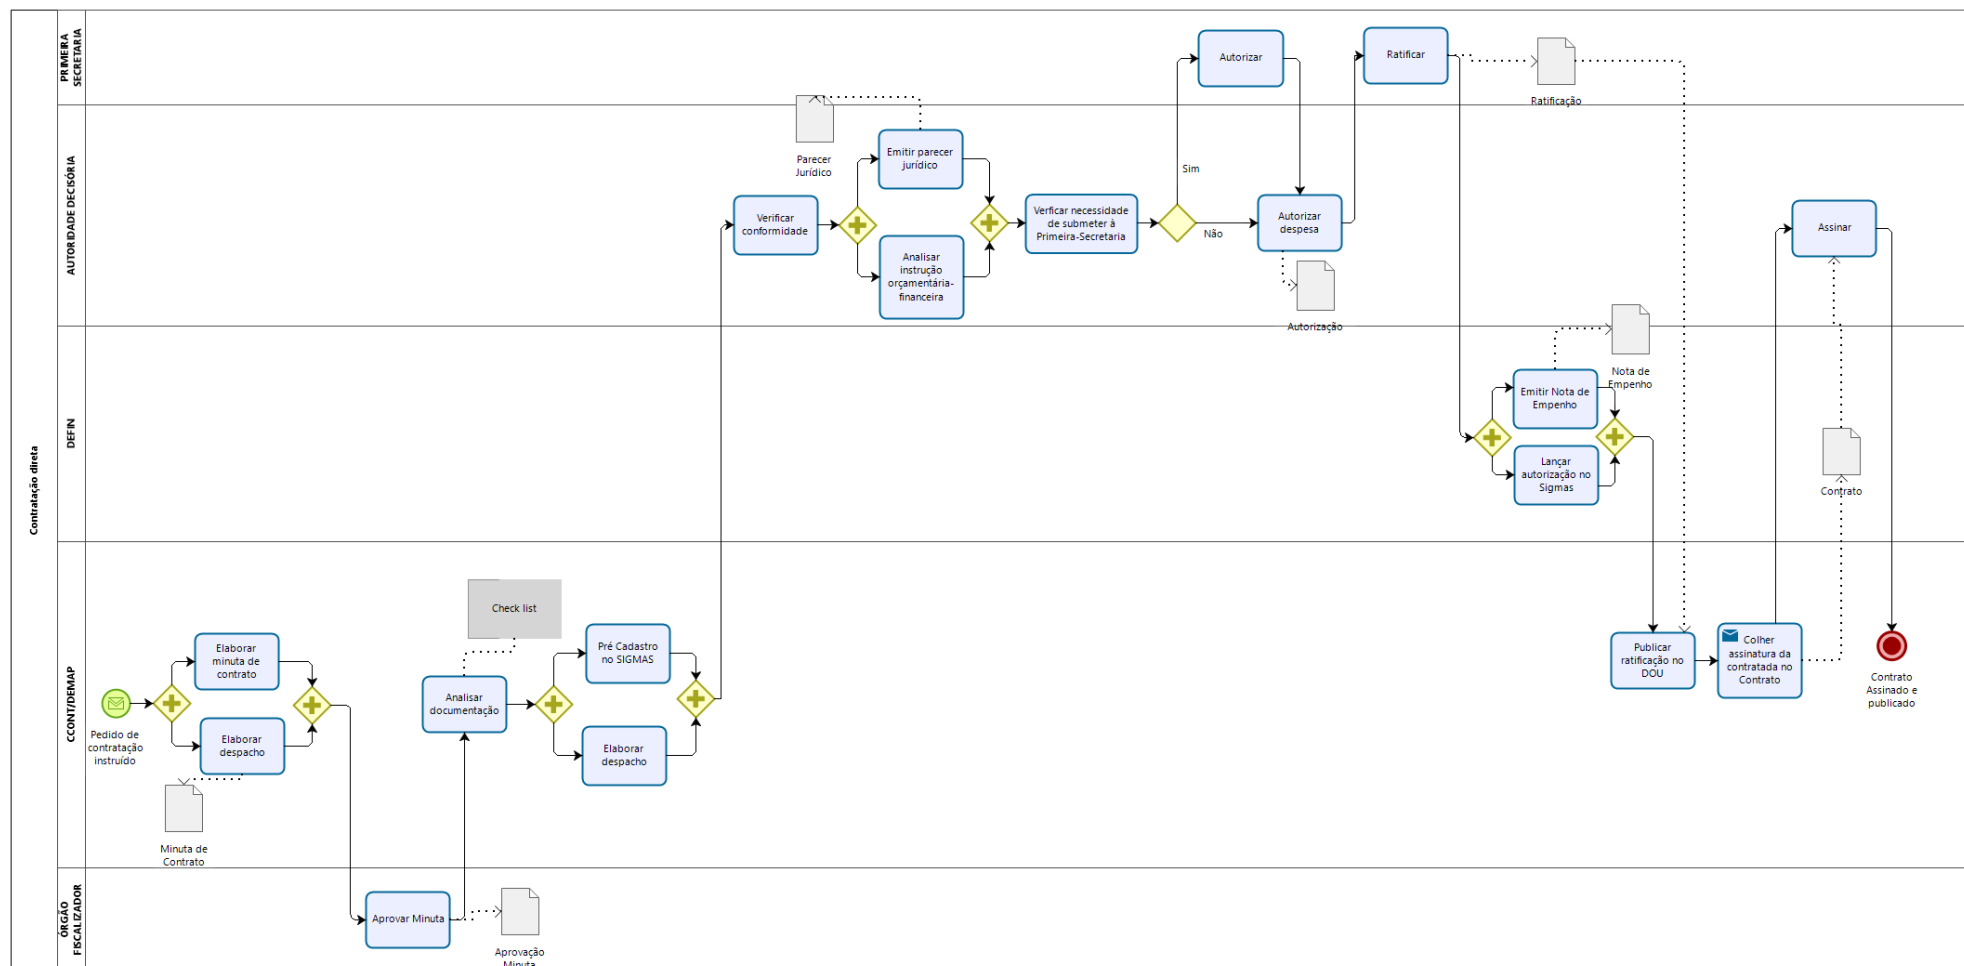 Contratação direta
PRIMEIRA
SECRETARIA
Autorizar
Ratificar
Ratificação
AUTORIDADE DECISÓRIA
Parecer
Jurídico
Emitir parecer
jurídico
Verificar
conformidade
Analisar
instrução
orçamentária-
financeira
Verficar necessidade
de submeter à
Primeira-Secretaria
Sim
Não
Autorizar
despesa
Autorização
Assinar
DEFIN
Nota de
Empenho
Emitir Nota de
Empenho
Lançar
autorização no
Sigmas
Contrato
CCONT/DEMAP
Pedido de
contratação
instruído
Elaborar
minuta de
contrato
Elaborar
despacho
Minuta de
Contrato
Check list
Analisar
documentação
Pré Cadastro
no SIGMAS
Elaborar
despacho
Publicar
ratificação no
DOU
Colher
assinatura da
contratada no
Contrato
Contrato
Assinado e
publicado
ÓRGÃO
FISCALIZADOR
Aprovar Minuta
Aprovação
Minuta